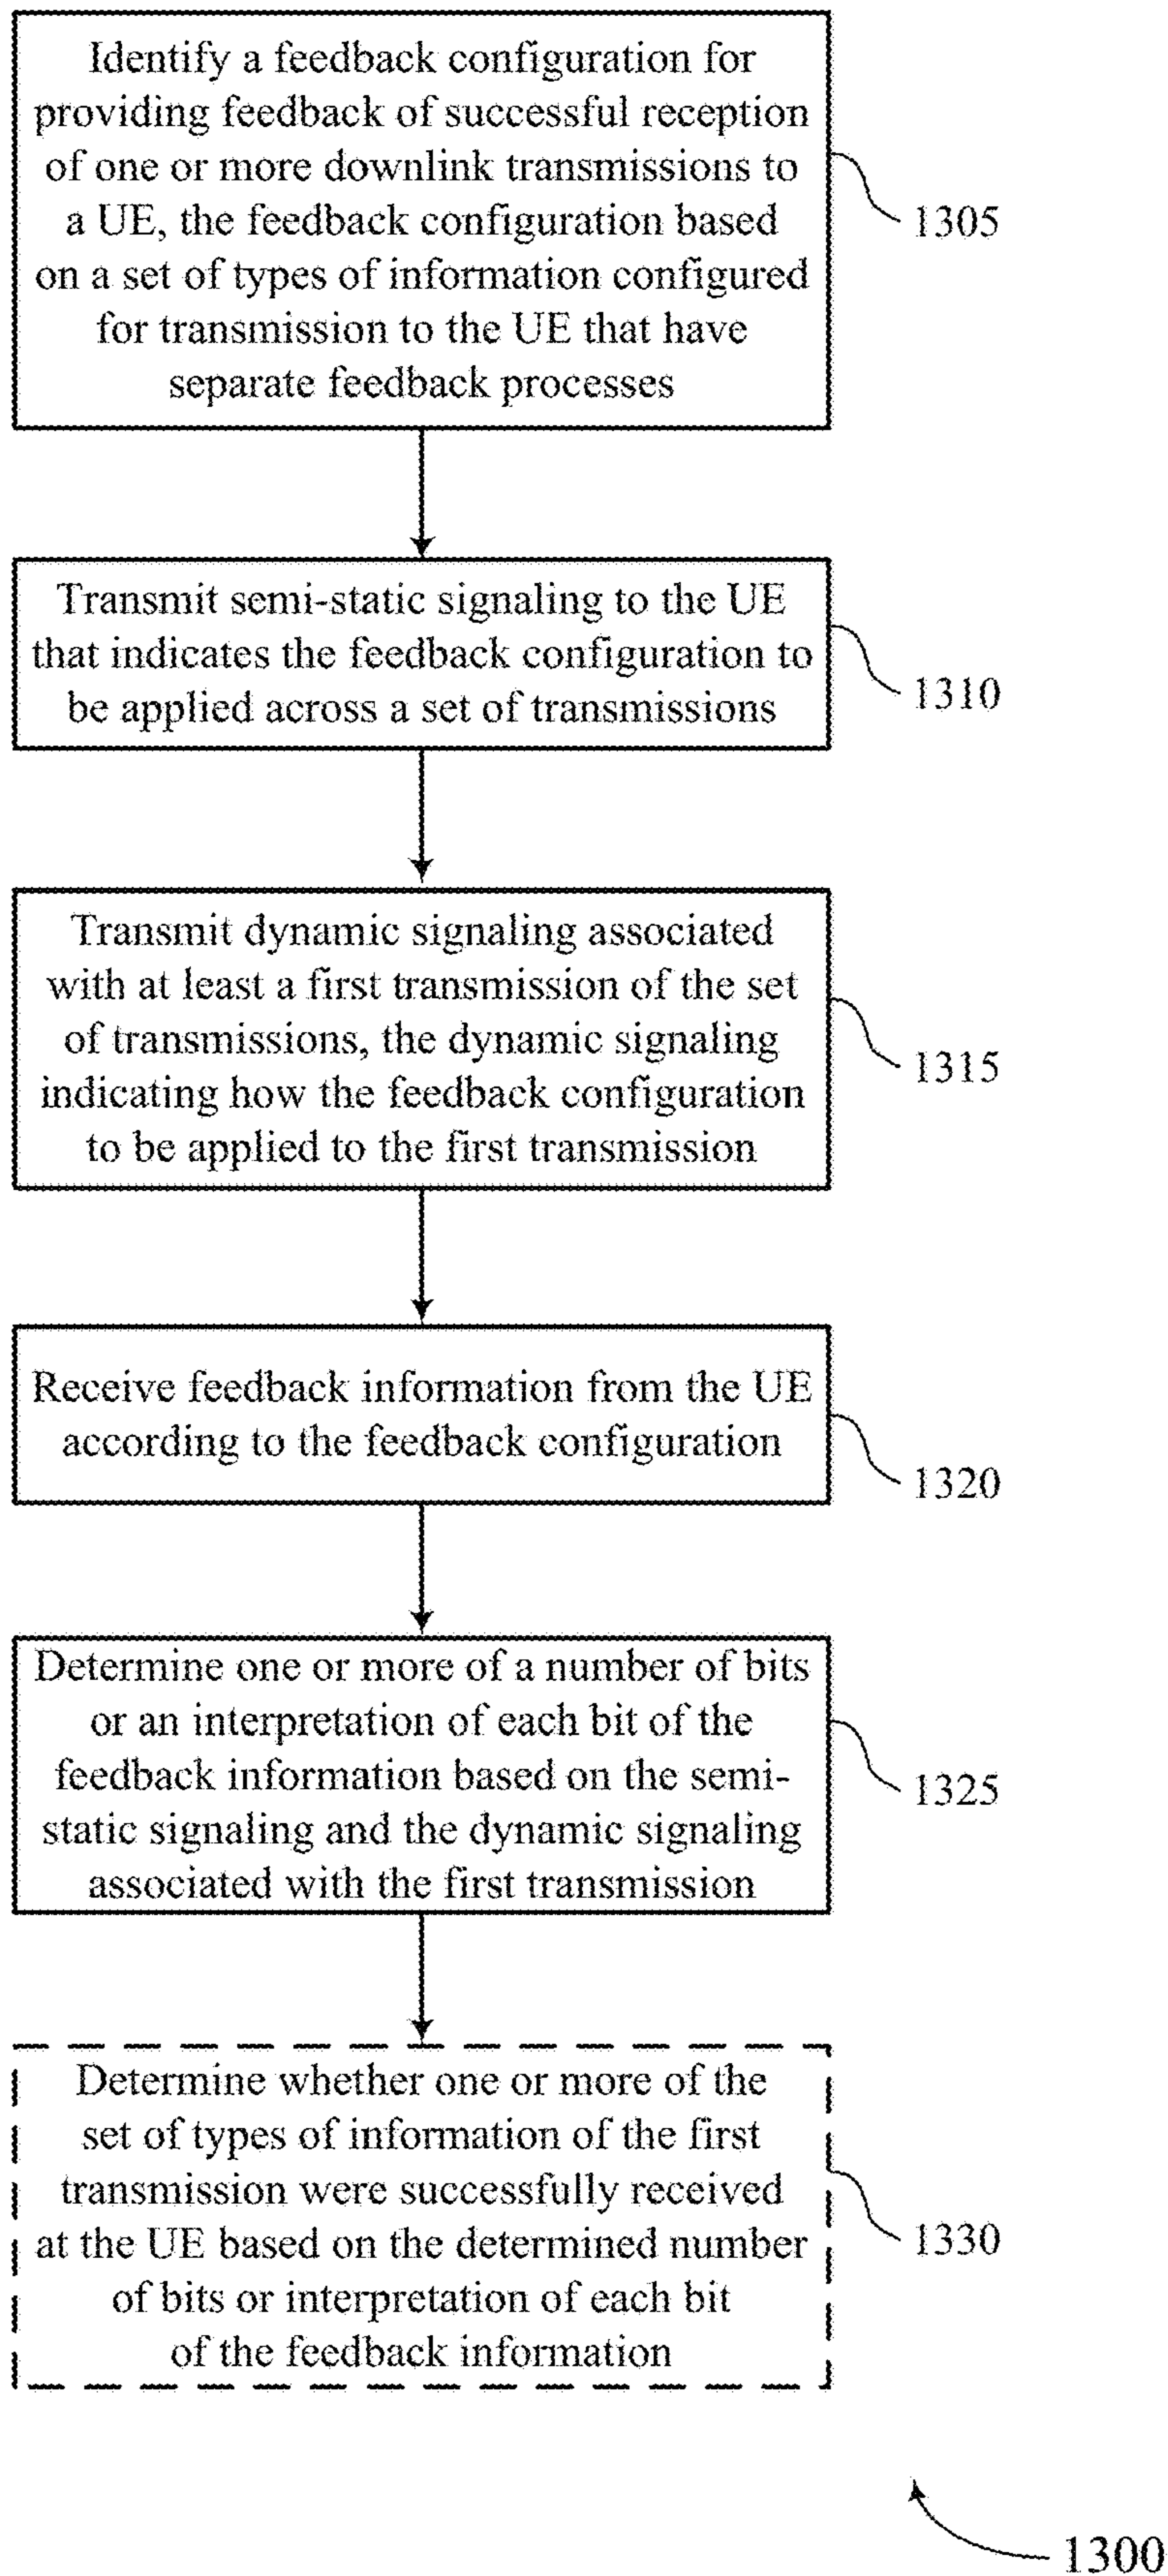 Identify a feedback configuration for
providing feedback of successful reception
of one or more downlink transmissions to
a UE, the feedback configuration based
on a set of types of information configured
for transmission to the UE that have
separate feedback processes
1305
Transmit semi-static signaling to the UE
that indicates the feedback configuration to
be applied across a set of transmissions
1310
Transmit dynamic signaling associated
with at least a first transmission of the set
of transmissions, the dynamic signaling
indicating how the feedback configuration
to be applied to the first transmission
1315
Receive feedback information from the UE
according to the feedback configuration
1320
Determine one or more of a number of bits
or an interpretation of each bit of the
feedback information based on the semi-
static signaling and the dynamic signaling
associated with the first transmission
1325
Determine whether one or more of the
set of types of information of the first
transmission were successfully received
at the UE based on the determined number
of bits or interpretation of each bit
of the feedback information
1330
1300